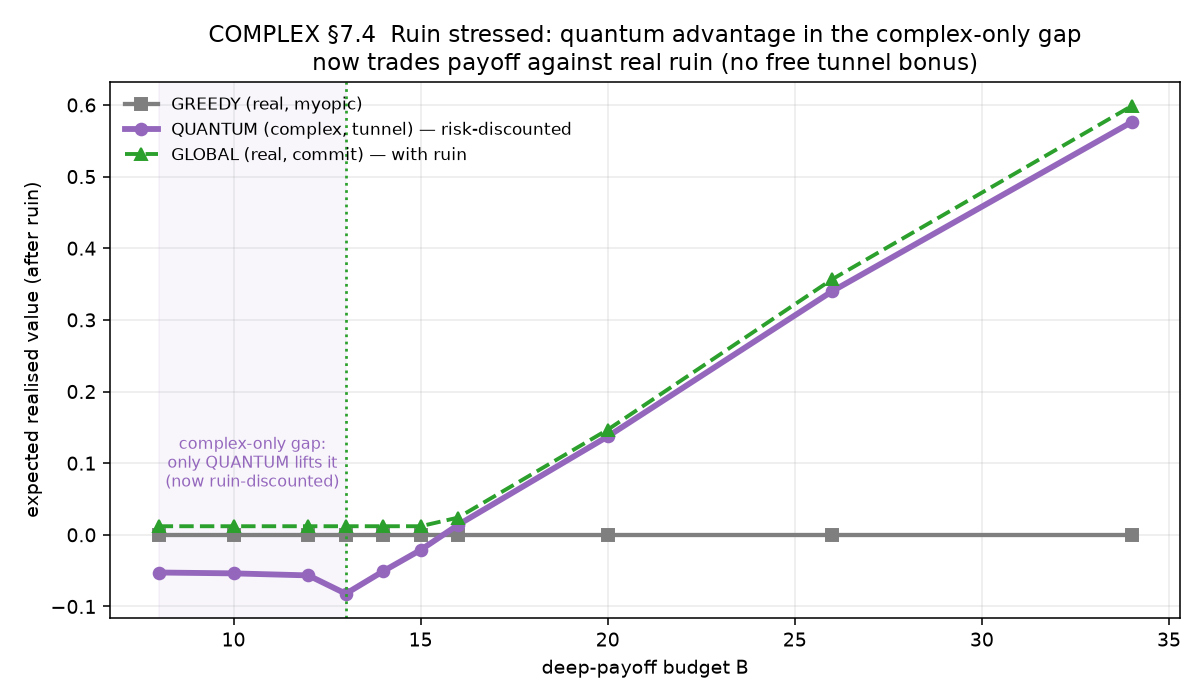 COMPLEX §7.4  Ruin stressed: quantum advantage in the complex-only gap
now trades payoff against real ruin (no free tunnel bonus)
GREEDY (real, myopic)
QUANTUM (complex, tunnel) — risk-discounted
GLOBAL (real, commit) — with ruin
complex-only gap:
only QUANTUM lifts it
(now ruin-discounted)
expected realised value (after ruin)
0.6
0.5
0.4
0.3
0.2
0.1
0.0
−0.1
10
15
20
25
30
35
deep-payoff budget B